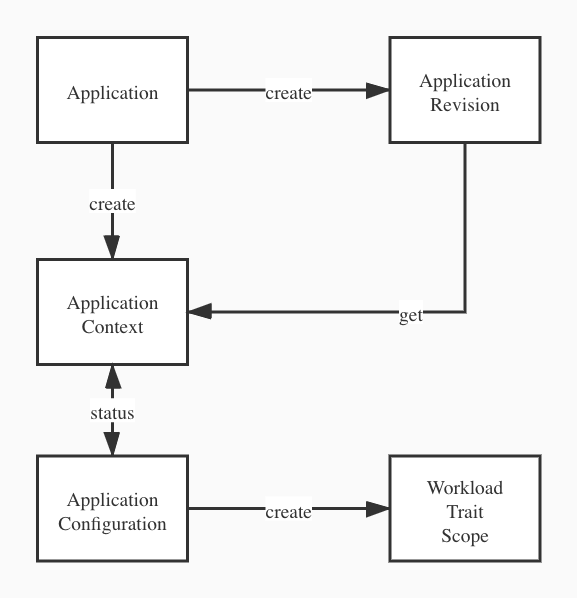 Application
create
Application
Revision
create
Application
Context
get
status
Application
Configuration
create
Workload
Trait
Scope